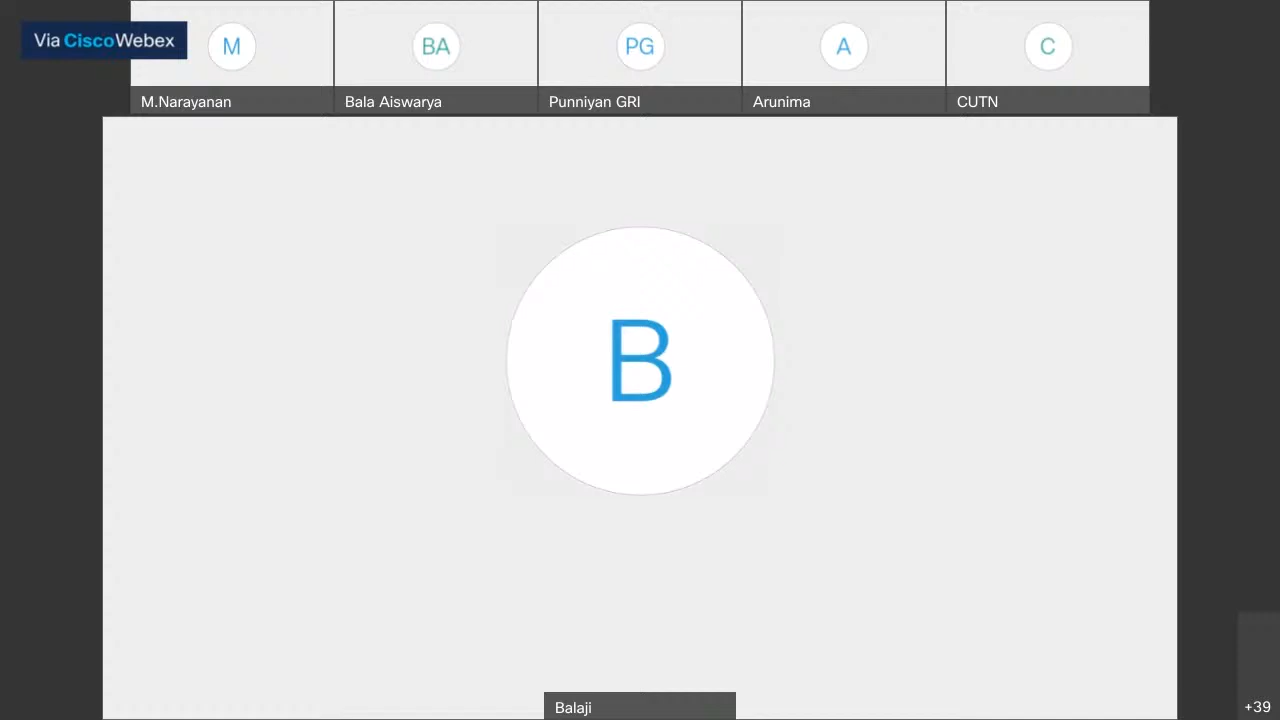 Via CiscoWebex
M
BA
PG
A
C
M.Narayanan
Bala Aiswarya
Punniyan GRI
Arunima
CUTN
B
Balaji
+39